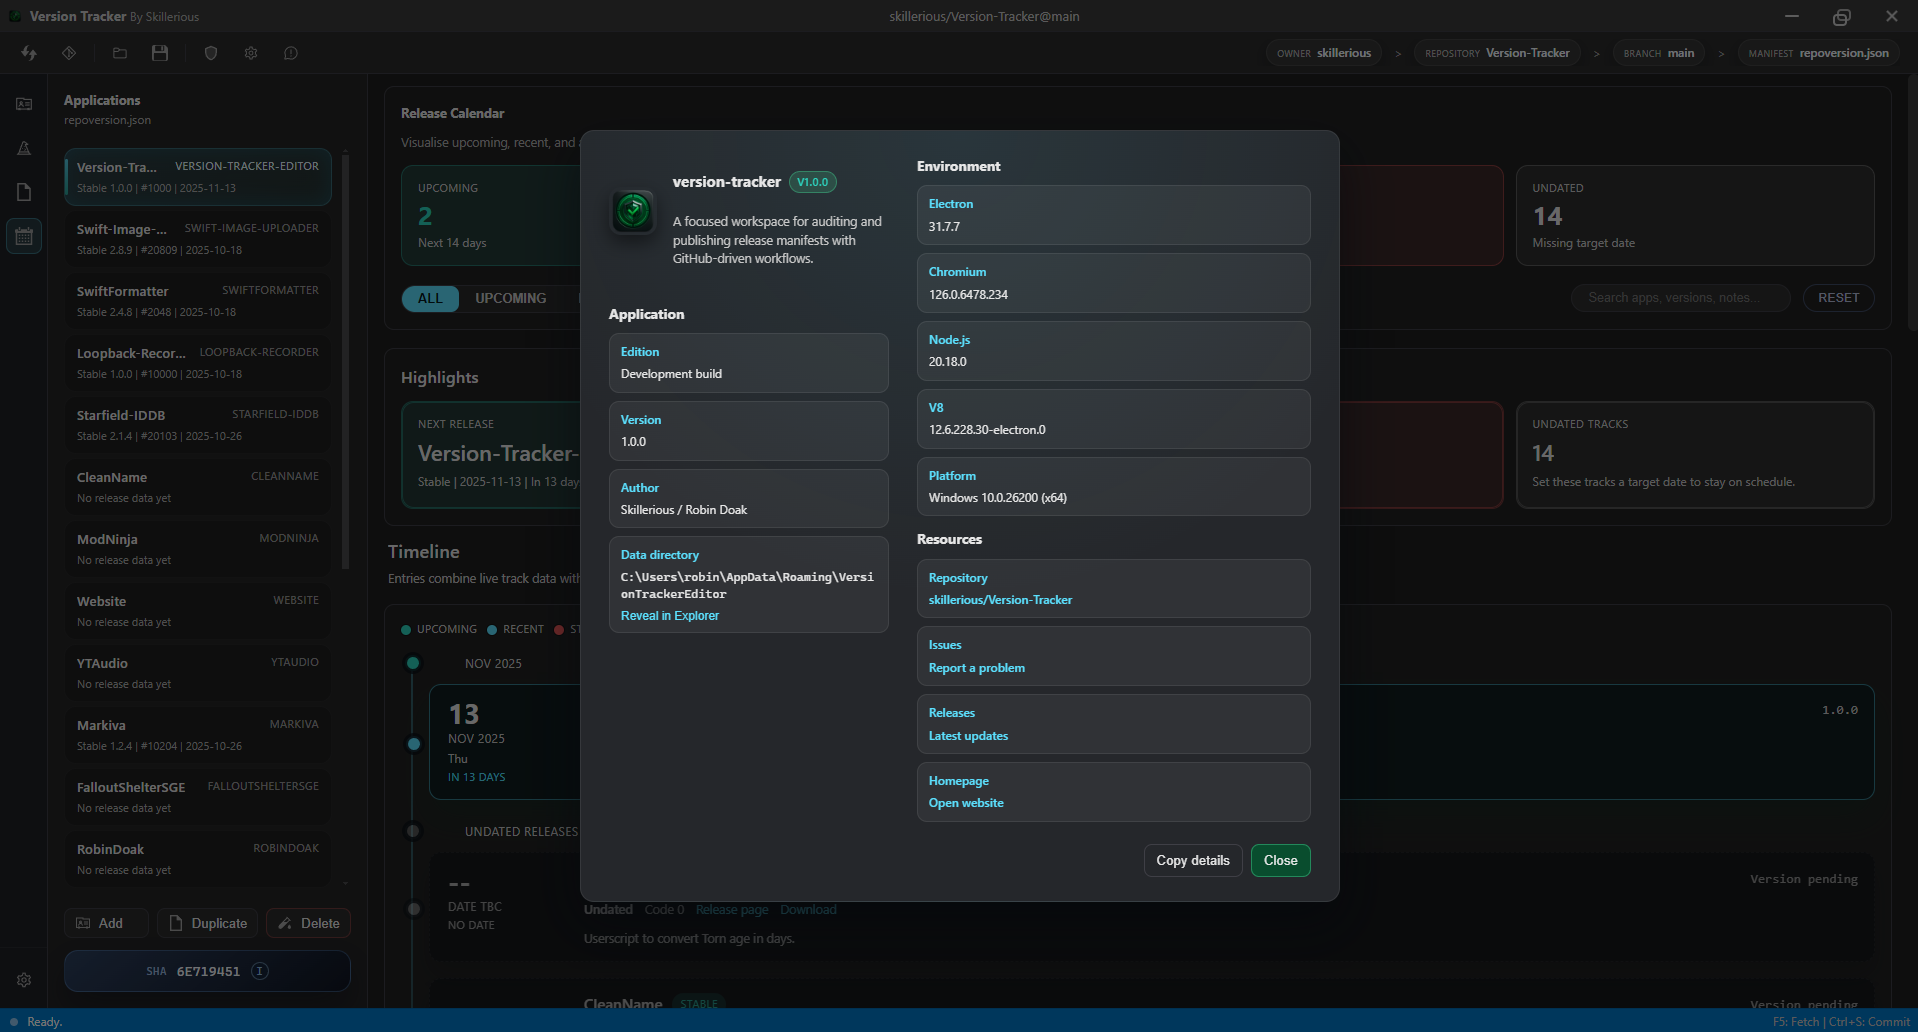 Version Tracker By Skillerious
skillerious/Version-Tracker@main
OWNER skillerious > REPOSITORY Version-Tracker > BRANCH main > MANIFEST repoversion.json
Applications
repoversion.json
Version-Tra... VERSION-TRACKER-EDITOR
Stable 1.0.0 | #1000 | 2025-11-13
Swift-Image-... SWIFT-IMAGE-UPLOADER
Stable 2.8.9 | #20809 | 2025-10-18
SwiftFormatter SWIFTFORMATTER
Stable 2.4.8 | #2048 | 2025-10-18
Loopback-Recor... LOOPBACK-RECORDER
Stable 1.0.0 | #10000 | 2025-10-18
Starfield-IDDB STARFIELD-IDDB
Stable 2.1.4 | #20103 | 2025-10-26
CleanName CLEANNAME
No release data yet
ModNinja MODNINJA
No release data yet
Website WEBSITE
No release data yet
YTAudio YTAUDIO
No release data yet
Markiva MARKIVA
Stable 1.2.4 | #10204 | 2025-10-26
FalloutShelterSGE FALLOUTSHELTERSGE
No release data yet
RobinDoak ROBINDOAK
No release data yet
Add Duplicate Delete
SHA 6E719451
Release Calendar
Visualise upcoming, recent, and
UPCOMING
2
Next 14 days
UNDATED
14
Missing target date
ALL UPCOMING
Search apps, versions, notes...
RESET
Highlights
NEXT RELEASE
Version-Tracker-
Stable | 2025-11-13 | In 13 day
UNDATED TRACKS
14
Set these tracks a target date to stay on schedule.
Timeline
Entries combine live track data with
UPCOMING RECENT ST
NOV 2025
13
NOV 2025
Thu
IN 13 DAYS
1.0.0
UNDATED RELEASES
--
DATE TBC
NO DATE
Version pending
Undated Code 0 Release page Download
Userscript to convert Torn age in days.
CleanName STABLE
Version pending
version-tracker V1.0.0
A focused workspace for auditing and
publishing release manifests with
GitHub-driven workflows.
Application
Edition
Development build
Version
1.0.0
Author
Skillerious / Robin Doak
Data directory
C:\Users\robin\AppData\Roaming\Versi
onTrackerEditor
Reveal in Explorer
Environment
Electron
31.7.7
Chromium
126.0.6478.234
Node.js
20.18.0
V8
12.6.228.30-electron.0
Platform
Windows 10.0.26200 (x64)
Resources
Repository
skillerious/Version-Tracker
Issues
Report a problem
Releases
Latest updates
Homepage
Open website
Copy details
Close
Ready.
F5: Fetch | Ctrl+S: Commit